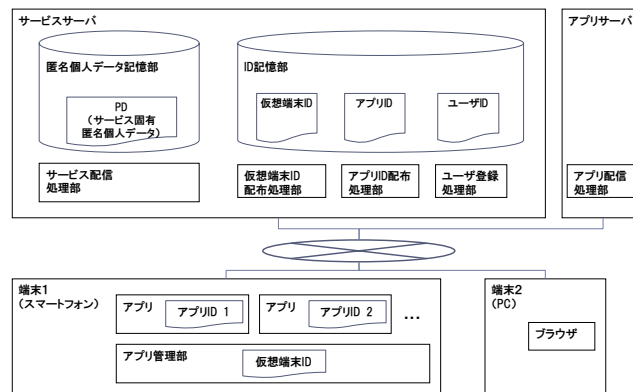 サービスサーバ
アプリサーバ
匿名個人データ記憶部
ID記憶部
PD
(サービス固有
匿名個人データ)
仮想端末ID
アプリID
ユーザID
サービス配信
処理部
仮想端末ID
配布処理部
アプリID配布
処理部
ユーザ登録
処理部
アプリ配信
処理部
端末1
(スマートフォン)
アプリ
アプリID 1
アプリ
アプリID 2
...
アプリ管理部
仮想端末ID
端末2
(PC)
ブラウザ